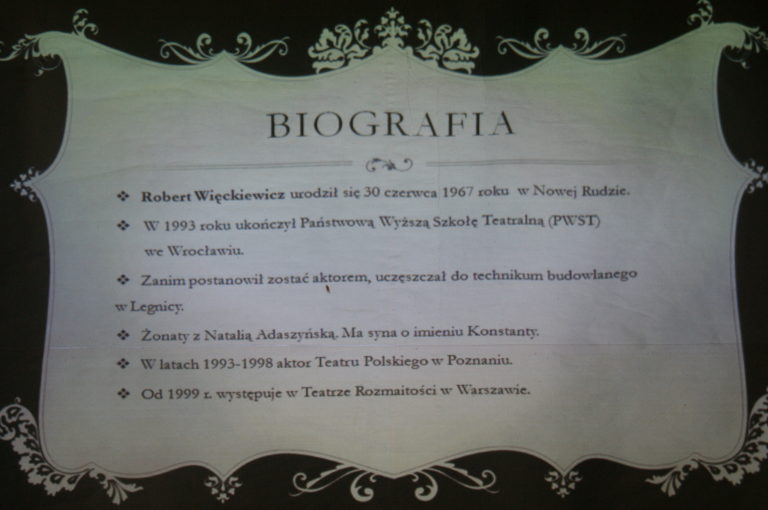 BIOGRAFIA
❖ Robert Więckiewicz urodził się 30 czerwca 1967 roku w Nowej Rudzie.
❖ W 1993 roku ukończył Państwową Wyższą Szkołę Teatralną (PWST)
we Wrocławiu.
❖ Zanim postanowił zostać aktorem, uczęszczał do technikum budowlanego
w Legnicy.
❖ Żonaty z Natalią Adaszyńską. Ma syna o imieniu Konstanty.
❖ W latach 1993-1998 aktor Teatru Polskiego w Poznaniu.
❖ Od 1999 r. występuje w Teatrze Rozmaitości w Warszawie.